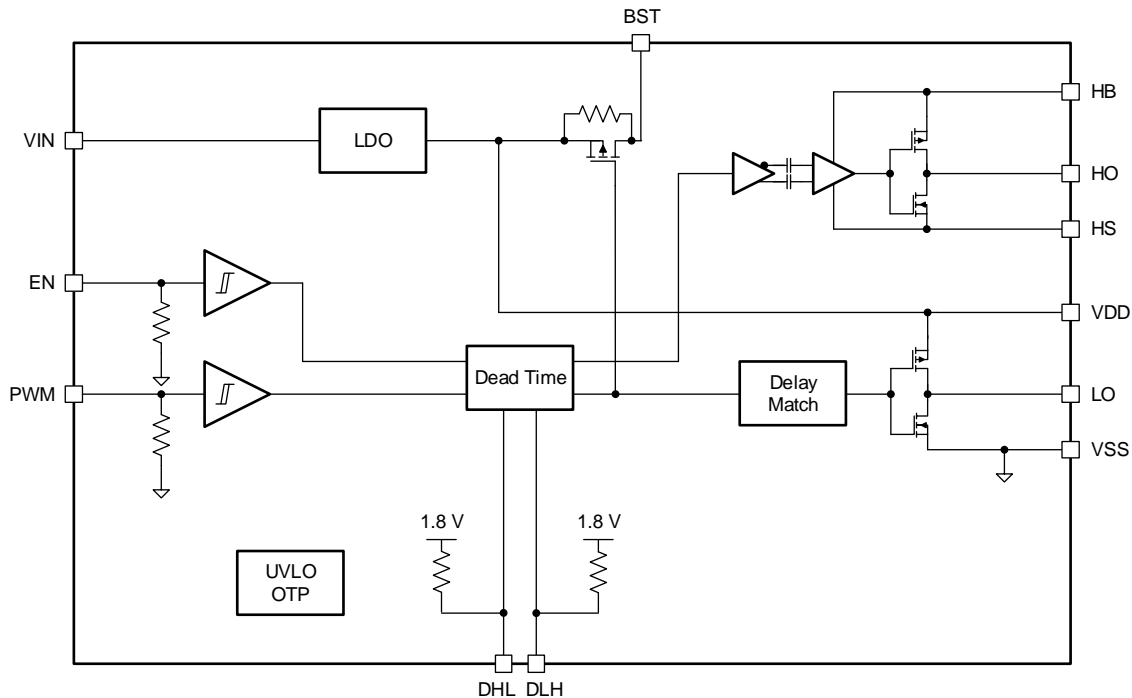 BST
HB
VIN
LDO
HO
HS
EN
VDD
Dead Time
PWM
Delay
Match
LO
VSS
1.8 V
1.8 V
UVLO
OTP
DHL
DLH